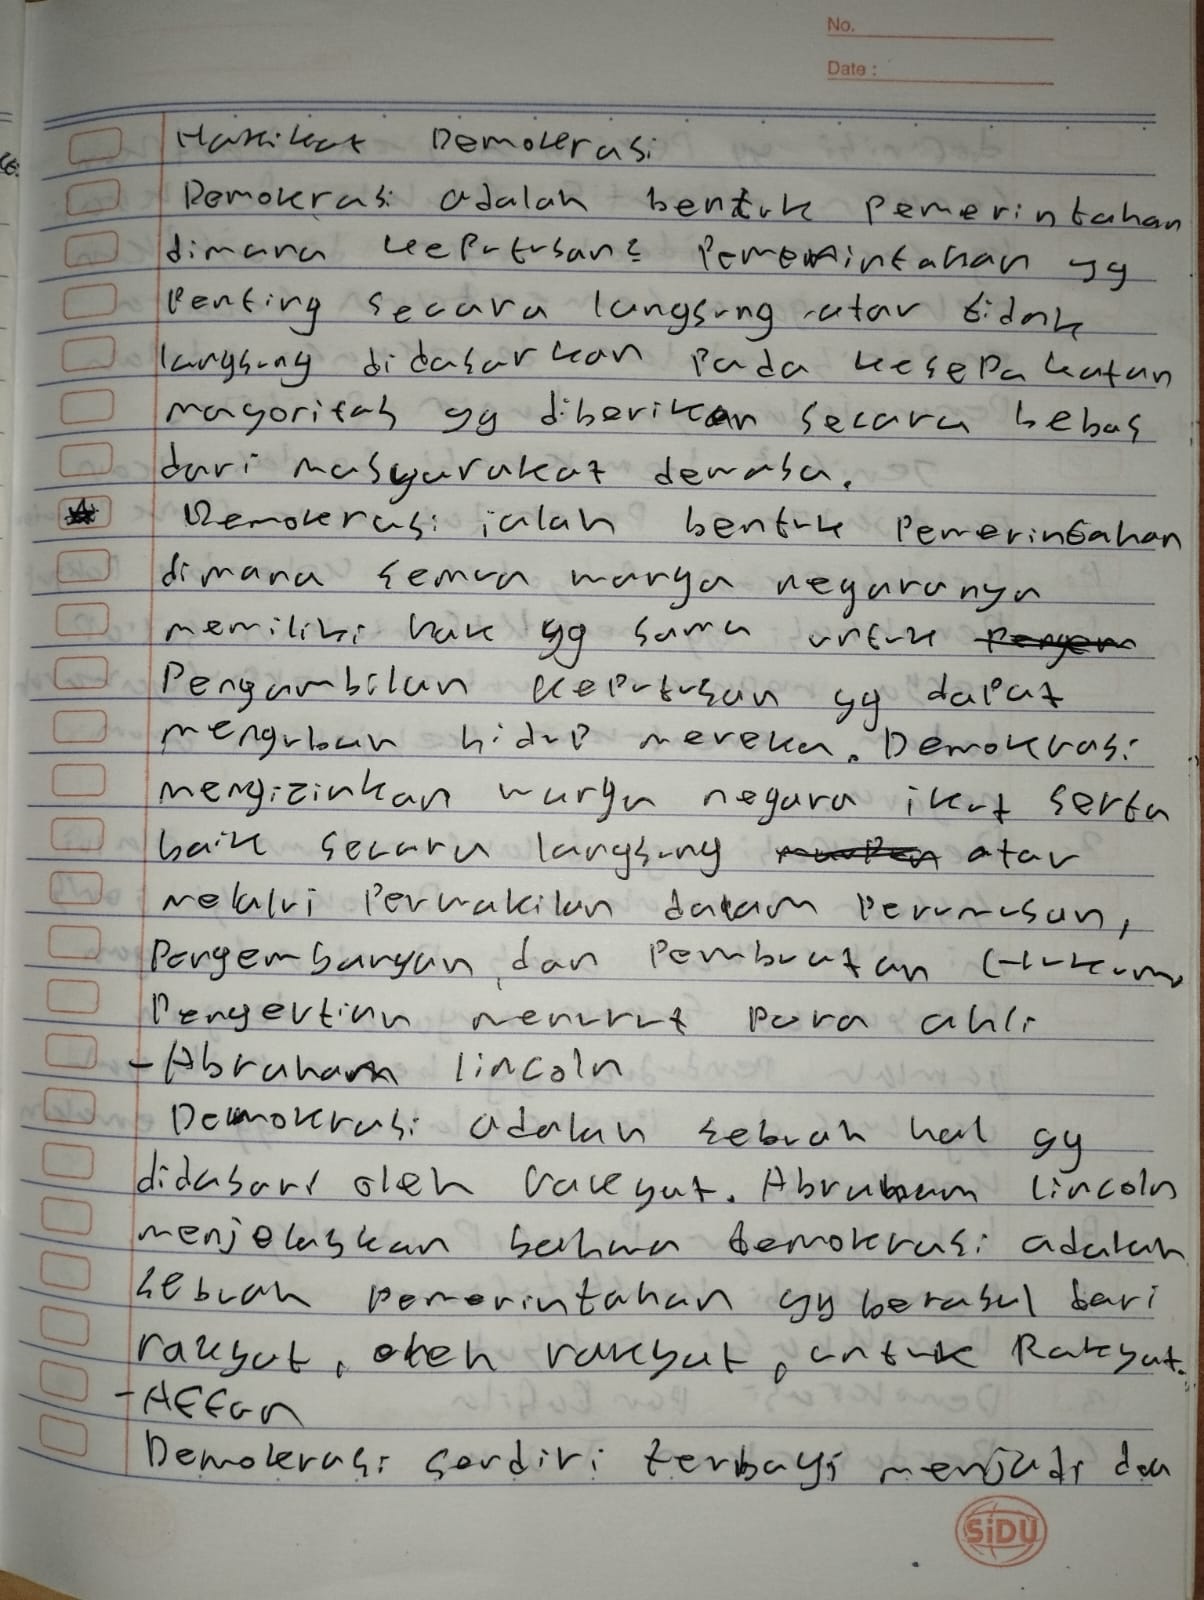 No.
Date :
Hakikat Demokrasi
Demokrasi adalah bentuk pemerintahan
dimana keputusan2 pemerintahan yg
penting secara langsung atau tidak
langsung didasarkan pada kesepakatan
mayoritas yg diberikan secara bebas
dari masyarakat dewasa.
Demokrasi ialah bentuk pemerintahan
dimana semua warga negaranya
memiliki hak yg sama untuk
Pengambilan keputusan yg dapat
mengubah hidup mereka. Demokrasi
mengizinkan warga negara ikut serta
baik secara langsung atau
melalui Perwakilan dalam Perumusan,
Pengembangan, dan Pembuatan Hukum.
Pengertian menurut para ahli
- Abraham lincoln
Demokrasi adalah sebuah hal yg
didasari oleh rakyat. Abraham lincoln
menjelaskan bahwa demokrasi adalah
sebuah pemerintahan yg berasal dari
rakyat, oleh rakyat, untuk Rakyat.
- Affan
Demokrasi sendiri terbagi menjadi dua
SiDU